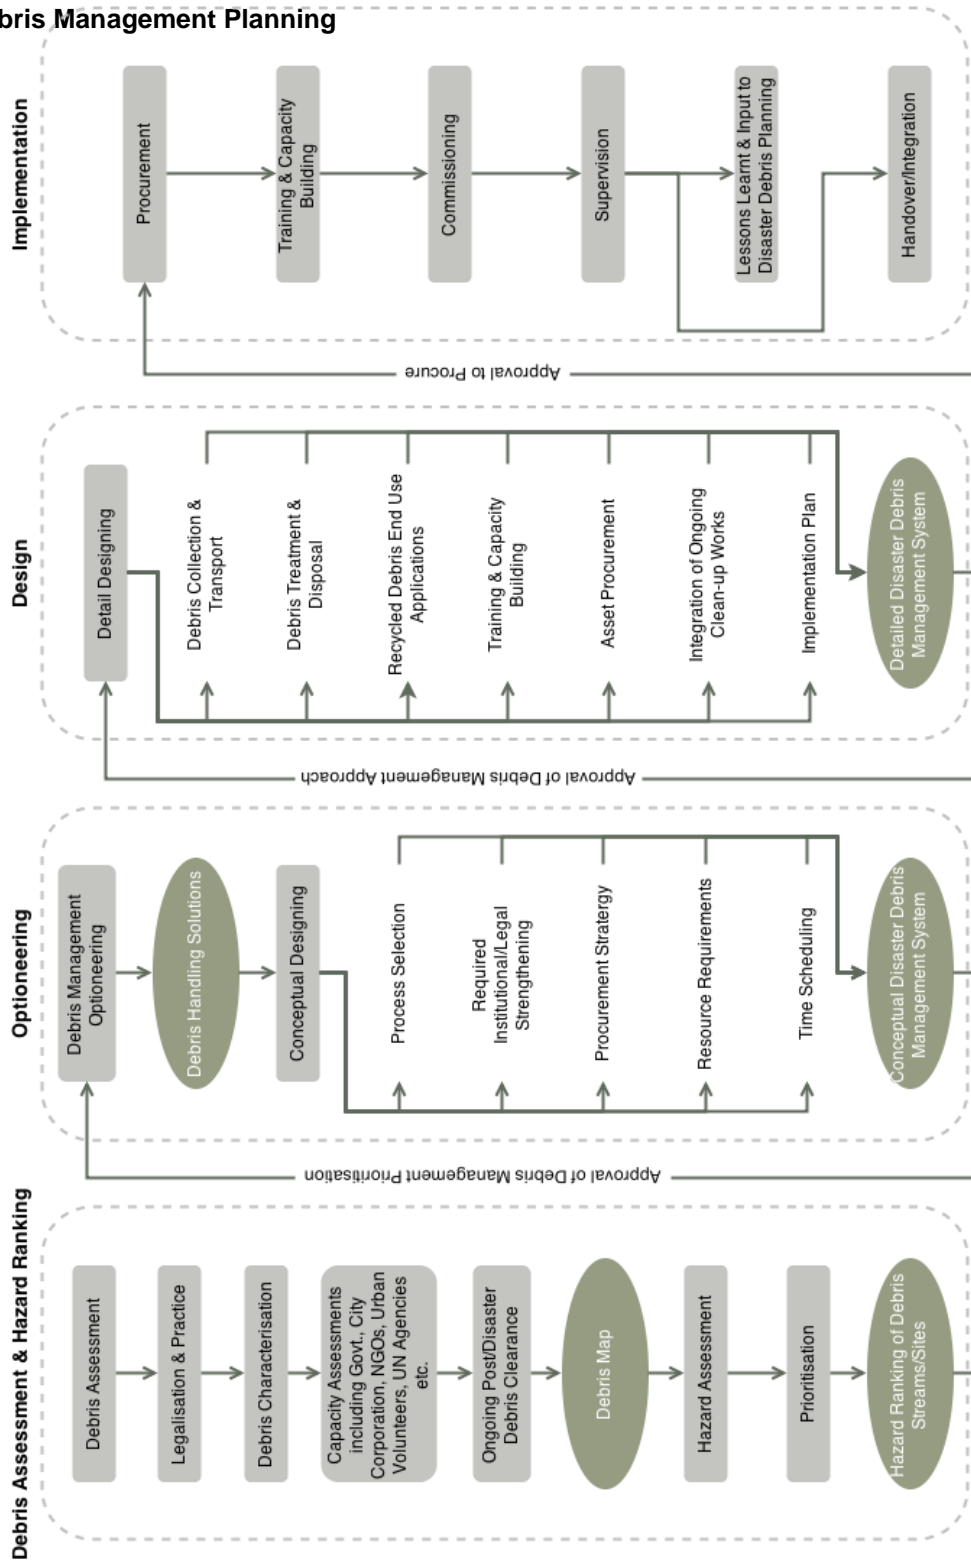 bris Management Planning
Debris Assessment & Hazard Ranking
Debris Assessment
Legalisation & Practice
Debris Characterisation
Capacity Assessments
including Govt., City
Corporation, NGOs, Urban
Volunteers, UN Agencies
etc.
Ongoing Post/Disaster
Debris Clearance
Debris Map
Hazard Assessment
Prioritisation
Hazard Ranking of Debris
Streams/Sites
Approval of Debris Management Prioritisation
Optioneering
Debris Management
Optioneering
Debris Handling Solutions
Conceptual Designing
Process Selection
Required
Institutional/Legal
Strengthening
Procurement Stratergy
Resource Requirements
Time Scheduling
Conceptual Disaster Debris
Management System
Approval of Debris Management Approach
Design
Detail Designing
Debris Collection &
Transport
Debris Treatment &
Disposal
Recycled Debris End Use
Applications
Training & Capacity
Building
Asset Procurement
Integration of Ongoing
Clean-up Works
Implementation Plan
Detailed Disaster Debris
Management System
Approval to Procure
Implementation
Procurement
Training & Capacity
Building
Commissioning
Supervision
Lessons Learnt & Input to
Disaster Debris Planning
Handover/Integration